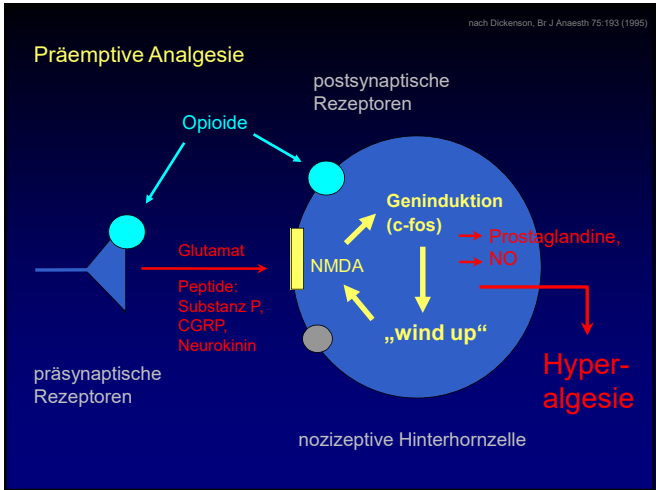 nach Dickenson, Br J Anaesth 75:193 (1995)
Präemptive Analgesie
postsynaptische
Rezeptoren
Opioide
Geninduktion
(c-fos)
Prostaglandine,
NO
Glutamat
NMDA
Peptide:
Substanz P,
CGRP,
Neurokinin
„wind up“
präsynaptische
Rezeptoren
Hyper-
algesie
nozizeptive Hinterhornzelle